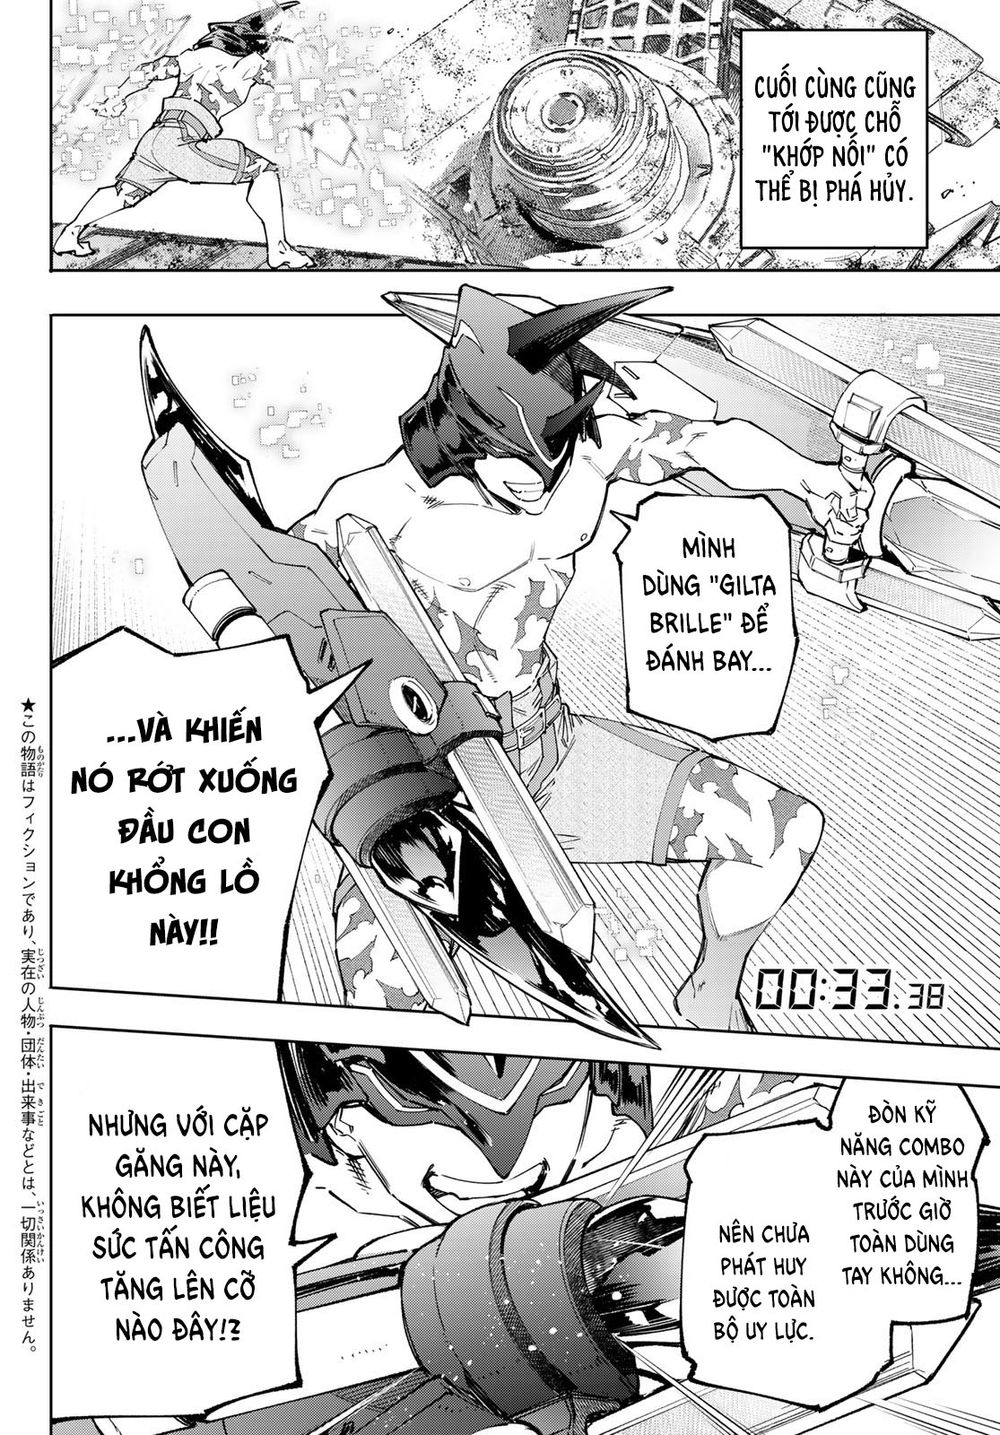 CUỐI CÙNG CŨNG
TỚI ĐƯỢC CHỖ
"KHỚP NỐI" CÓ
THỂ BỊ PHÁ HỦY.
MÌNH
DÙNG "GILTA
BRILLE" ĐỂ
ĐÁNH BAY...
...VÀ KHIẾN
NÓ RỚT XUỐNG
ĐẦU CON
KHỔNG LỒ
NÀY!!
00:33.38
ĐÒN KỸ
NĂNG COMBO
NÀY CỦA MÌNH
TRƯỚC GIỜ
TOÀN DÙNG
TAY KHÔNG...
NÊN CHƯA
PHÁT HUY
ĐƯỢC TOÀN
BỘ UY LỰC.
NHƯNG VỚI CẶP
GĂNG NÀY,
KHÔNG BIẾT LIỆU
SỨC TẤN CÔNG
TĂNG LÊN CỠ
NÀO ĐÂY!?
★この物語はフィクションであり、実在の人物・団体・出来事などとは、一切関係ありません。